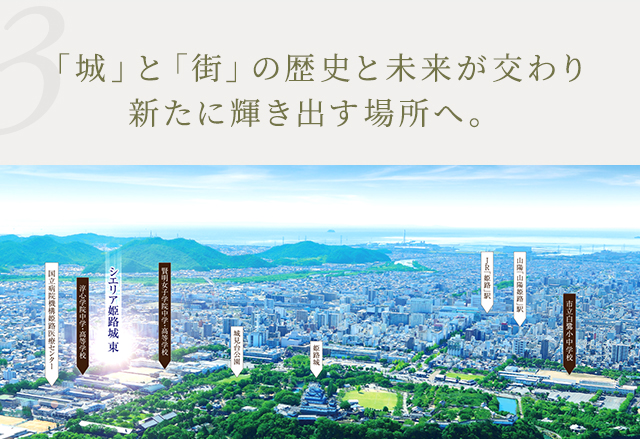 3
「城」と「街」の歴史と未来が交わり
新たに輝き出す場所へ。
国立病院機構姫路医療センター
淳心学院中学・高等学校
シエリア姫路城 東
賢明女子学院中学・高等学校
城見台公園
姫路城
JR「姫路」駅
山陽「山陽姫路」駅
市立白鷺小中学校